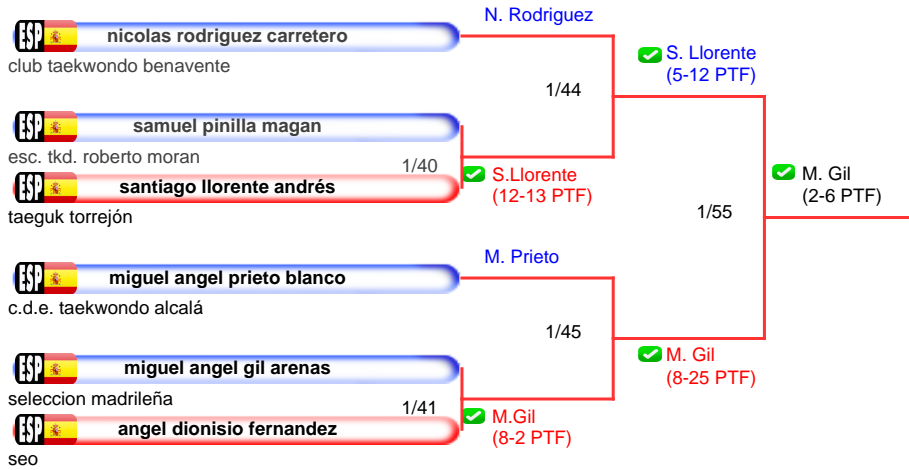 N. Rodriguez
ESP nicolas rodriguez carretero
club taekwondo benavente
S. Llorente
(5-12 PTF)
1/44
ESP samuel pinilla magan
esc. tkd. roberto moran
1/40
S.Llorente
(12-13 PTF)
ESP santiago llorente andrés
taeguk torrejón
M. Gil
(2-6 PTF)
1/55
M. Prieto
ESP miguel angel prieto blanco
c.d.e. taekwondo alcalá
1/45
M. Gil
(8-25 PTF)
ESP miguel angel gil arenas
seleccion madrileña
1/41
M.Gil
(8-2 PTF)
ESP angel dionisio fernandez
seo